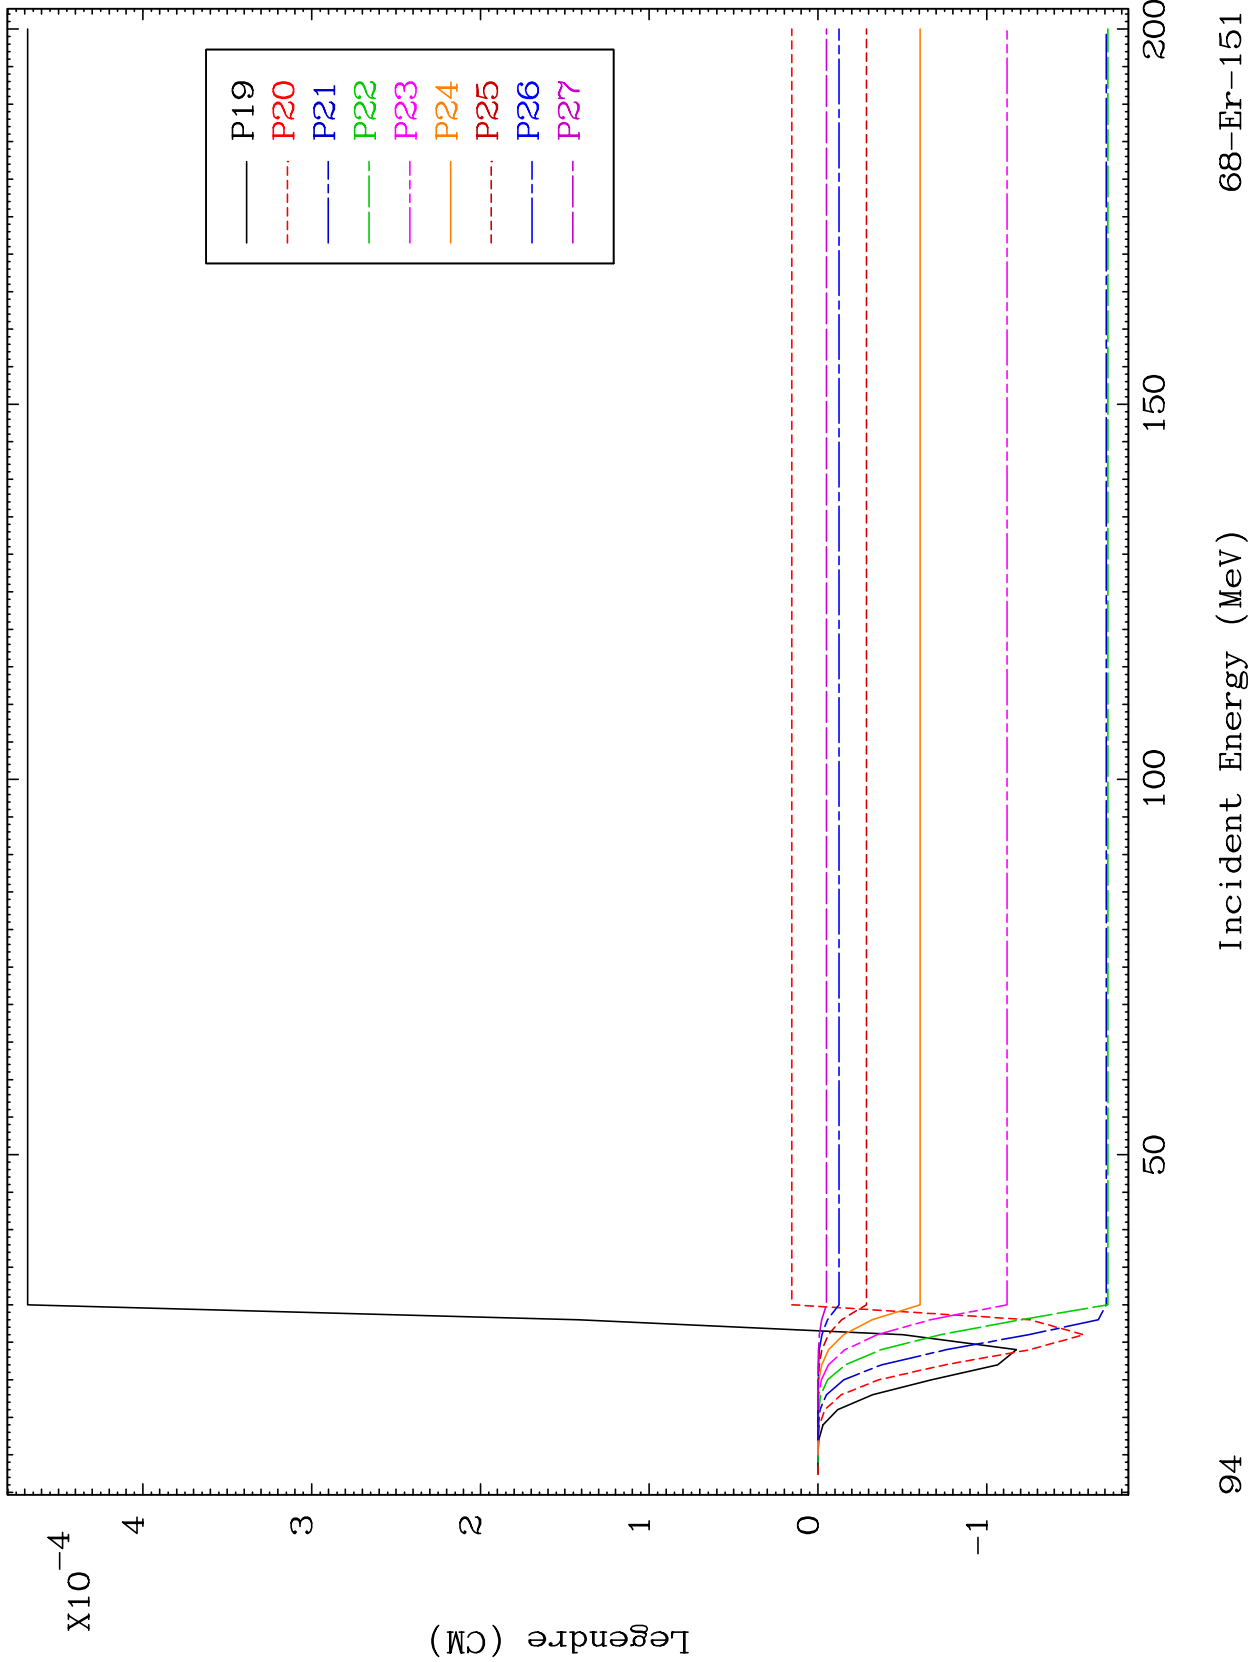 X10⁻⁴
Legendre (CM)
4
3
2
1
0
-1
P19
P20
P21
P22
P23
P24
P25
P26
P27
50
100
150
200
Incident Energy (MeV)
94
68-Er-151